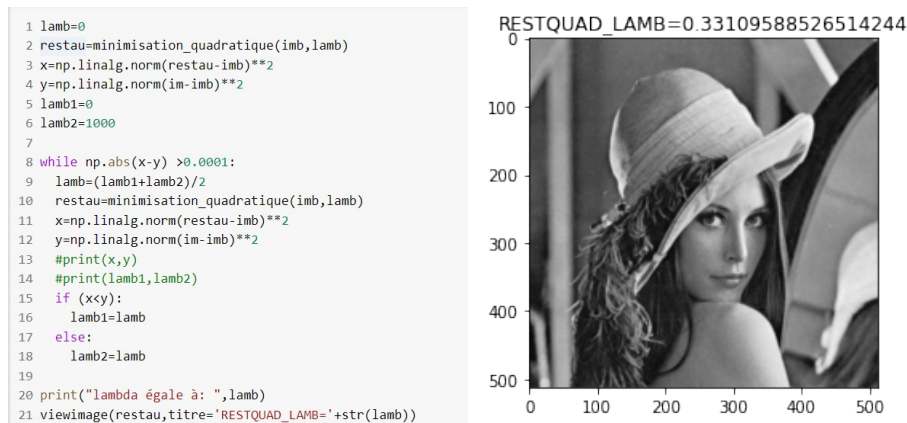 1 lamb=0
2 restau=minimisation_quadratique(imb,lamb)
3 x=np.linalg.norm(restau-imb)**2
4 y=np.linalg.norm(im-imb)**2
5 lamb1=0
6 lamb2=1000
7
8 while np.abs(x-y) >0.0001:
9   lamb=(lamb1+lamb2)/2
10   restau=minimisation_quadratique(imb,lamb)
11   x=np.linalg.norm(restau-imb)**2
12   y=np.linalg.norm(im-imb)**2
13   #print(x,y)
14   #print(lamb1,lamb2)
15   if (x<y):
16     lamb1=lamb
17   else:
18     lamb2=lamb
19
20 print("lambda égale à: ",lamb)
21 viewimage(restau,titre='RESTQUAD_LAMB='+str(lamb))
RESTQUAD_LAMB=0.33109588526514244
0
100
200
300
400
500
0 100 200 300 400 500